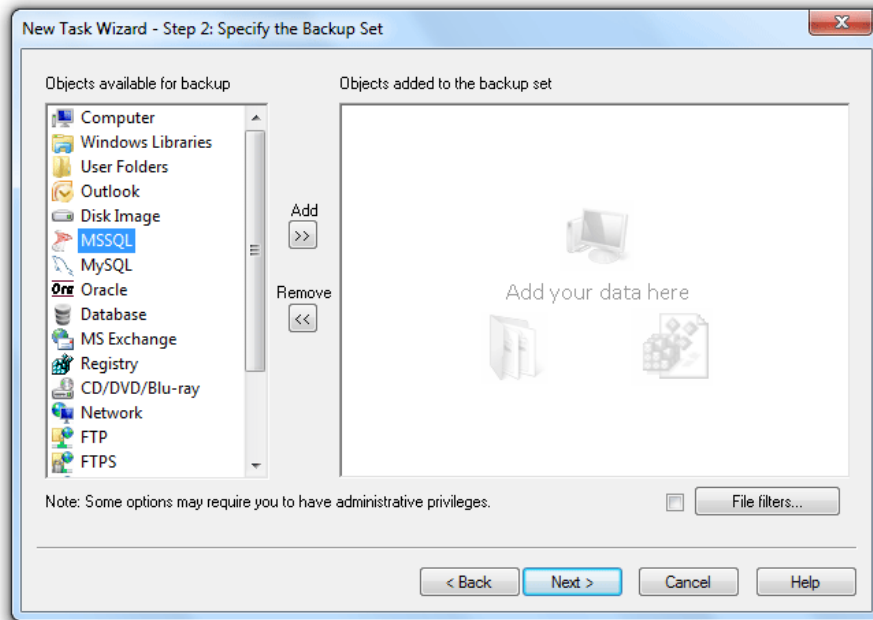 New Task Wizard - Step 2: Specify the Backup Set
Objects available for backup
Objects added to the backup set
Computer
Windows Libraries
User Folders
Outlook
Disk Image
MSSQL
MySQL
Ora Oracle
Database
MS Exchange
Registry
CD/DVD/Blu-ray
Network
FTP
FTPS
Add
>>
Remove
<<
Add your data here
Note: Some options may require you to have administrative privileges.
File filters...
< Back
Next >
Cancel
Help